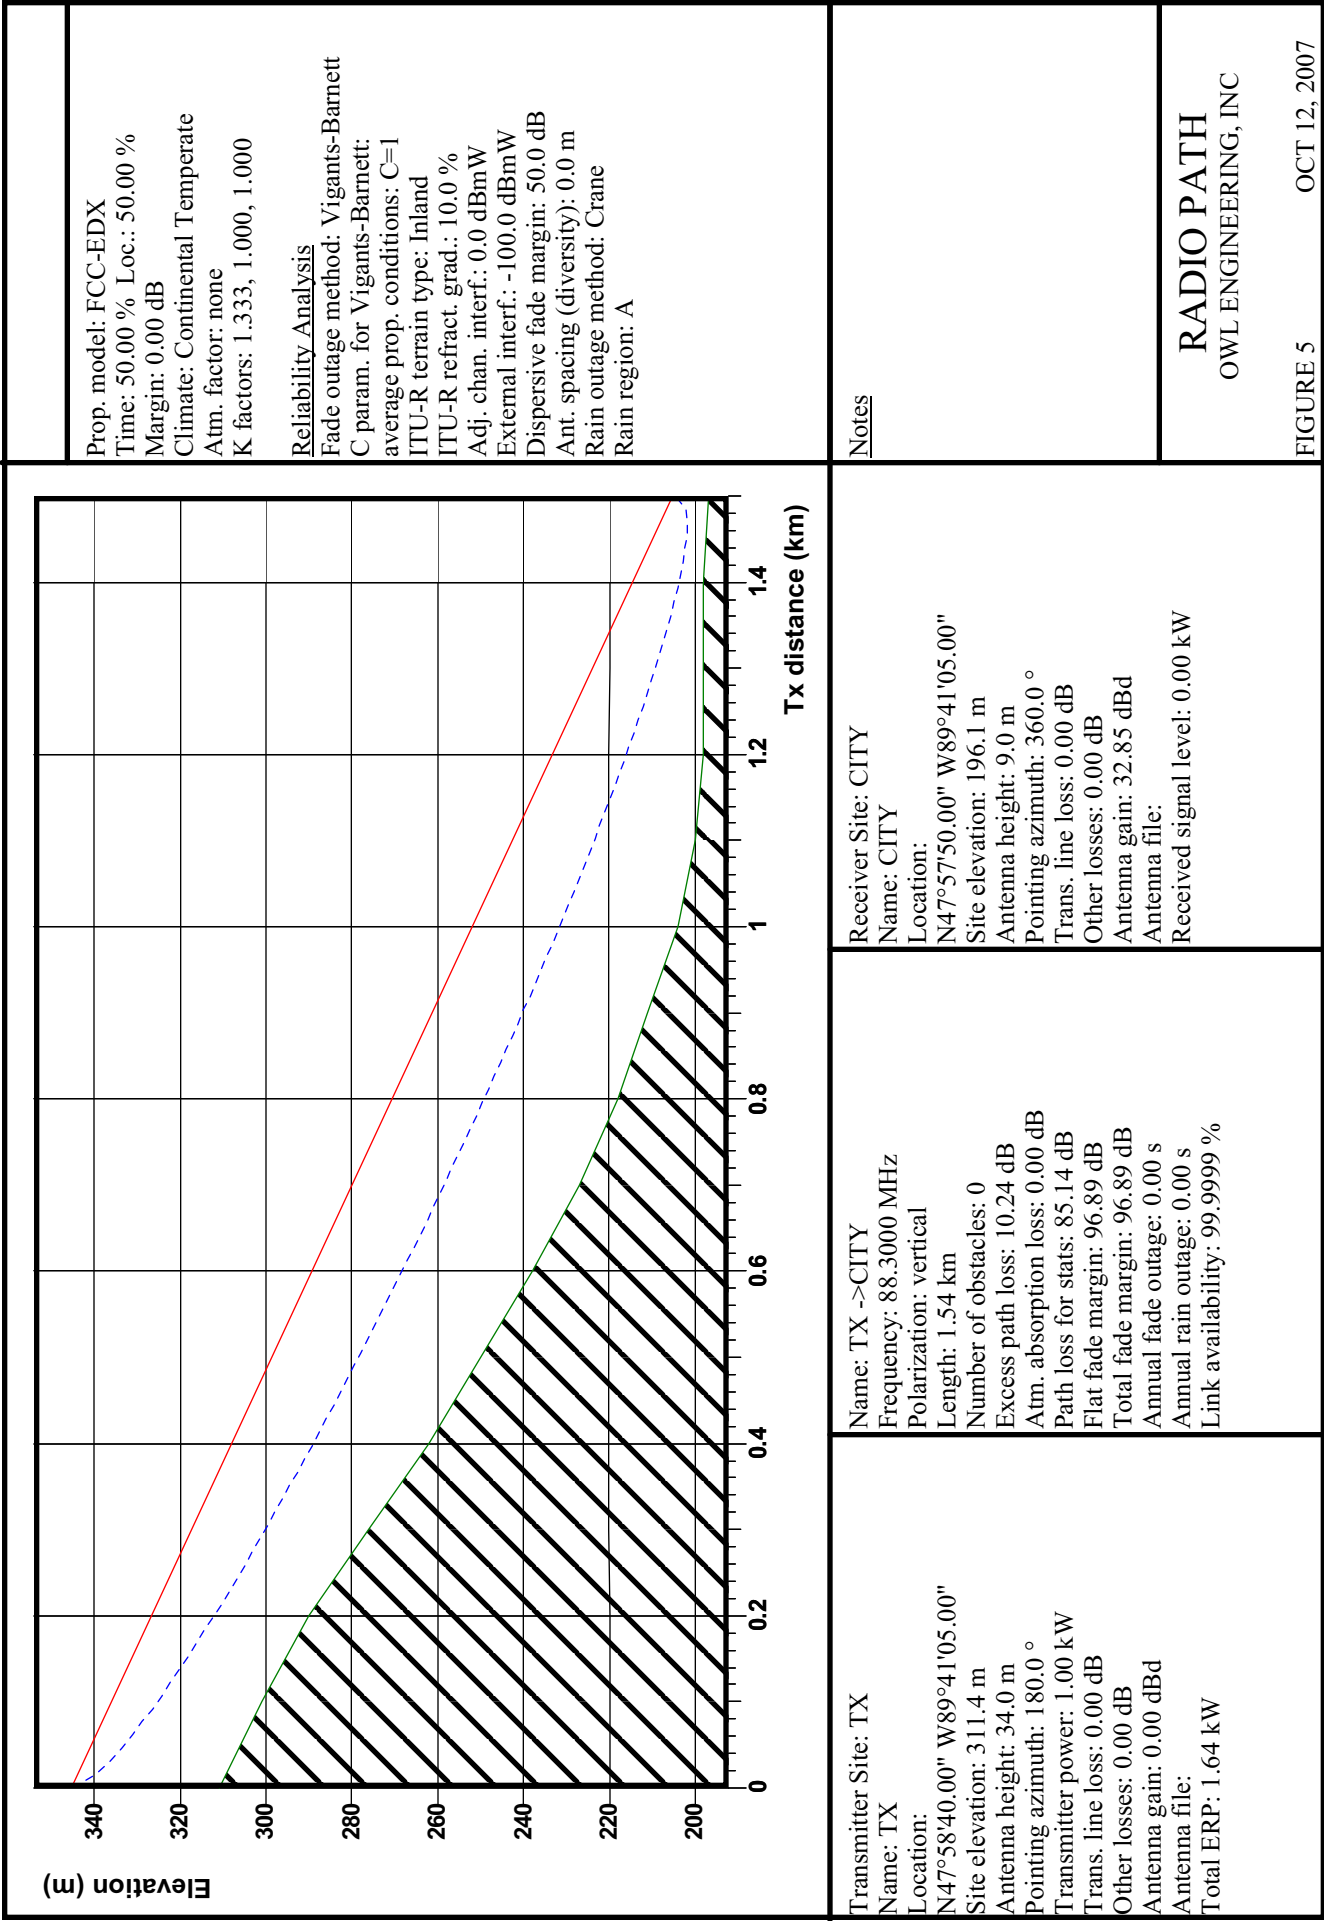 Elevation (m)
340
320
300
280
260
240
220
200
0
0.2
0.4
0.6
0.8
1
1.2
1.4
Tx distance (km)
Prop. model: FCC-EDX
Time: 50.00 % Loc.: 50.00 %
Margin: 0.00 dB
Climate: Continental Temperate
Atm. factor: none
K factors: 1.333, 1.000, 1.000
Reliability Analysis
Fade outage method: Vigants-Barnett
C param. for Vigants-Barnett:
average prop. conditions: C=1
ITU-R terrain type: Inland
ITU-R refract. grad.: 10.0 %
Adj. chan. interf.: 0.0 dBmW
External interf.: -100.0 dBmW
Dispersive fade margin: 50.0 dB
Ant. spacing (diversity): 0.0 m
Rain outage method: Crane
Rain region: A
Transmitter Site: TX
Name: TX
Location:
N47°58'40.00" W89°41'05.00"
Site elevation: 311.4 m
Antenna height: 34.0 m
Pointing azimuth: 180.0 °
Transmitter power: 1.00 kW
Trans. line loss: 0.00 dB
Other losses: 0.00 dB
Antenna gain: 0.00 dBd
Antenna file:
Total ERP: 1.64 kW
Name: TX ->CITY
Frequency: 88.3000 MHz
Polarization: vertical
Length: 1.54 km
Number of obstacles: 0
Excess path loss: 10.24 dB
Atm. absorption loss: 0.00 dB
Path loss for stats: 85.14 dB
Flat fade margin: 96.89 dB
Total fade margin: 96.89 dB
Annual fade outage: 0.00 s
Annual rain outage: 0.00 s
Link availability: 99.9999 %
Receiver Site: CITY
Name: CITY
Location:
N47°57'50.00" W89°41'05.00"
Site elevation: 196.1 m
Antenna height: 9.0 m
Pointing azimuth: 360.0 °
Trans. line loss: 0.00 dB
Other losses: 0.00 dB
Antenna gain: 32.85 dBd
Antenna file:
Received signal level: 0.00 kW
Notes
RADIO PATH
OWL ENGINEERING, INC
FIGURE 5 OCT 12, 2007